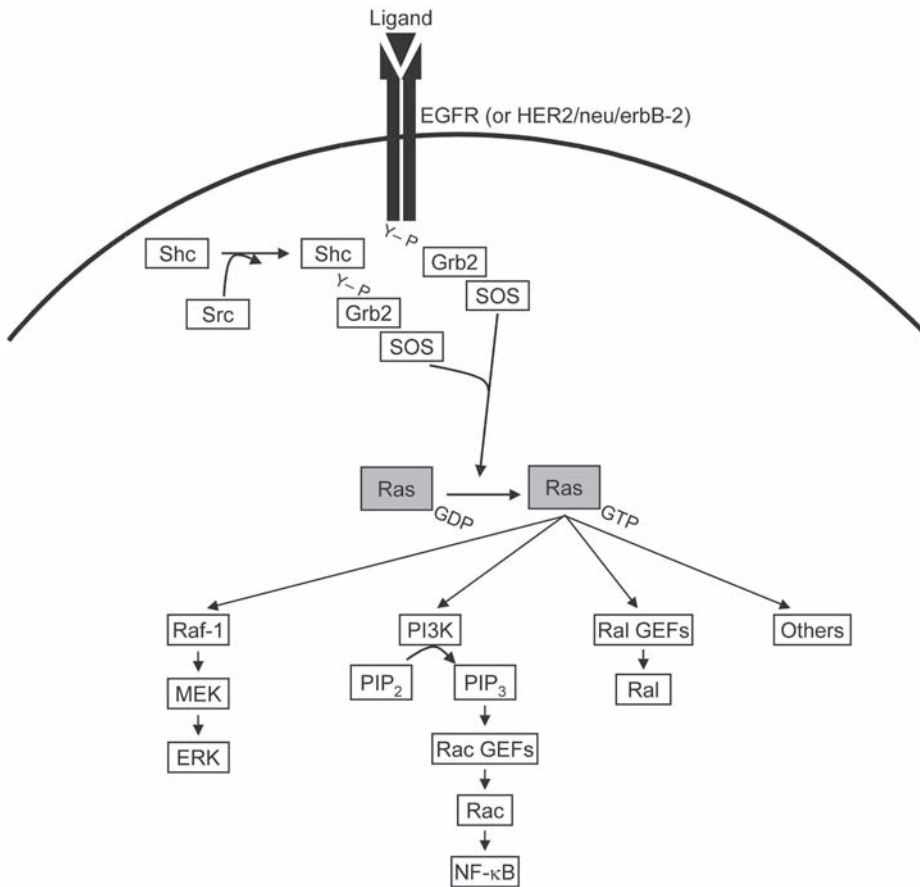 Ligand
EGFR (or HER2/neu/erbB-2)
Y–P
Shc
Shc
Grb2
Y–P
SOS
Src
Grb2
SOS
Ras
GDP
Ras
GTP
Raf-1
PI3K
Ral GEFs
Others
MEK
PIP2
PIP3
Ral
ERK
Rac GEFs
Rac
NF-κB